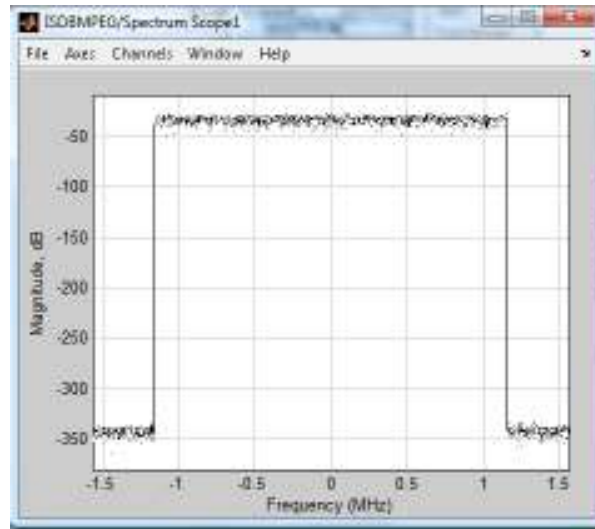 ISDBMPEG/Spectrum Scope1
File Axes Channels Window Help
-50
-100
-150
-200
-250
-300
-350
Magnitude, dB
-1.5 -1 -0.5 0 0.5 1 1.5
Frequency (MHz)